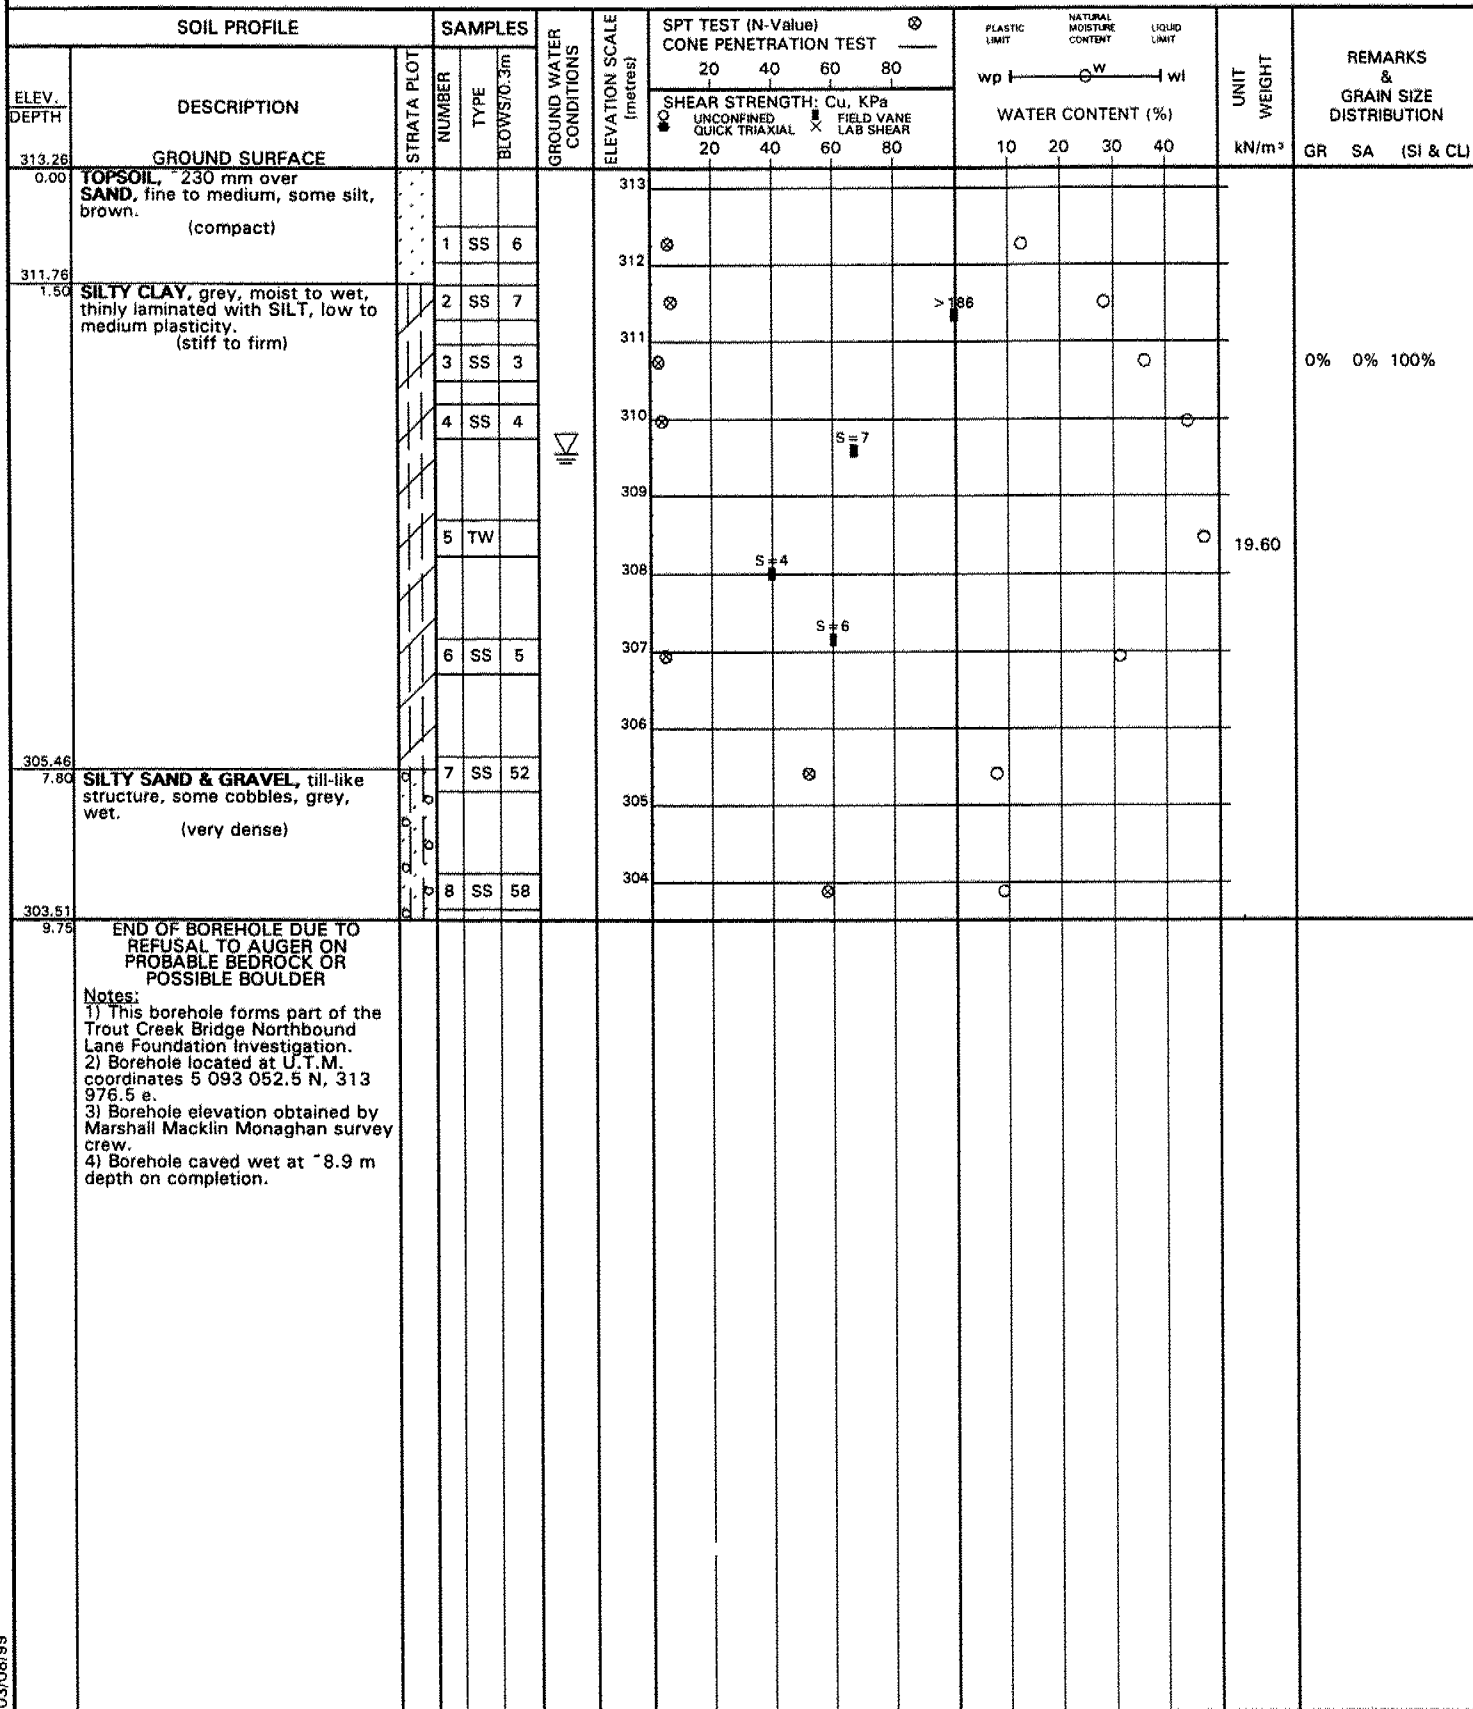 SOIL PROFILE
SAMPLES
GROUND WATER
CONDITIONS
ELEVATION SCALE
(metres)
SPT TEST (N-Value) ⊗
CONE PENETRATION TEST
20 40 60 80
SHEAR STRENGTH: Cu, KPa
UNCONFINED FIELD VANE
QUICK TRIAXIAL LAB SHEAR
20 40 60 80
PLASTIC
LIMIT
NATURAL
MOISTURE
CONTENT
LIQUID
LIMIT
wp w wl
WATER CONTENT (%)
10 20 30 40
UNIT
WEIGHT
kN/m³
REMARKS
&
GRAIN SIZE
DISTRIBUTION
GR SA (SI & CL)
ELEV.
DEPTH
DESCRIPTION
STRATA PLOT
NUMBER
TYPE
BLOWS/0.3m
313.26 GROUND SURFACE
0.00 TOPSOIL, ~230 mm over
SAND, fine to medium, some silt,
brown.
(compact)
313
1 SS 6
312
311.76
1.50 SILTY CLAY, grey, moist to wet,
thinly laminated with SILT, low to
medium plasticity.
(stiff to firm)
2 SS 7
>186
311
3 SS 3
0% 0% 100%
310
4 SS 4
S=7
309
5 TW
19.60
S=4
308
S=6
307
6 SS 5
306
305.46
7.80 SILTY SAND & GRAVEL, till-like
structure, some cobbles, grey,
wet.
(very dense)
7 SS 52
305
304
8 SS 58
303.51
9.75 END OF BOREHOLE DUE TO
REFUSAL TO AUGER ON
PROBABLE BEDROCK OR
POSSIBLE BOULDER
Notes:
1) This borehole forms part of the
Trout Creek Bridge Northbound
Lane Foundation Investigation.
2) Borehole located at U.T.M.
coordinates 5 093 052.5 N, 313
976.5 e.
3) Borehole elevation obtained by
Marshall Macklin Monaghan survey
crew.
4) Borehole caved wet at ~8.9 m
depth on completion.
03/08/99